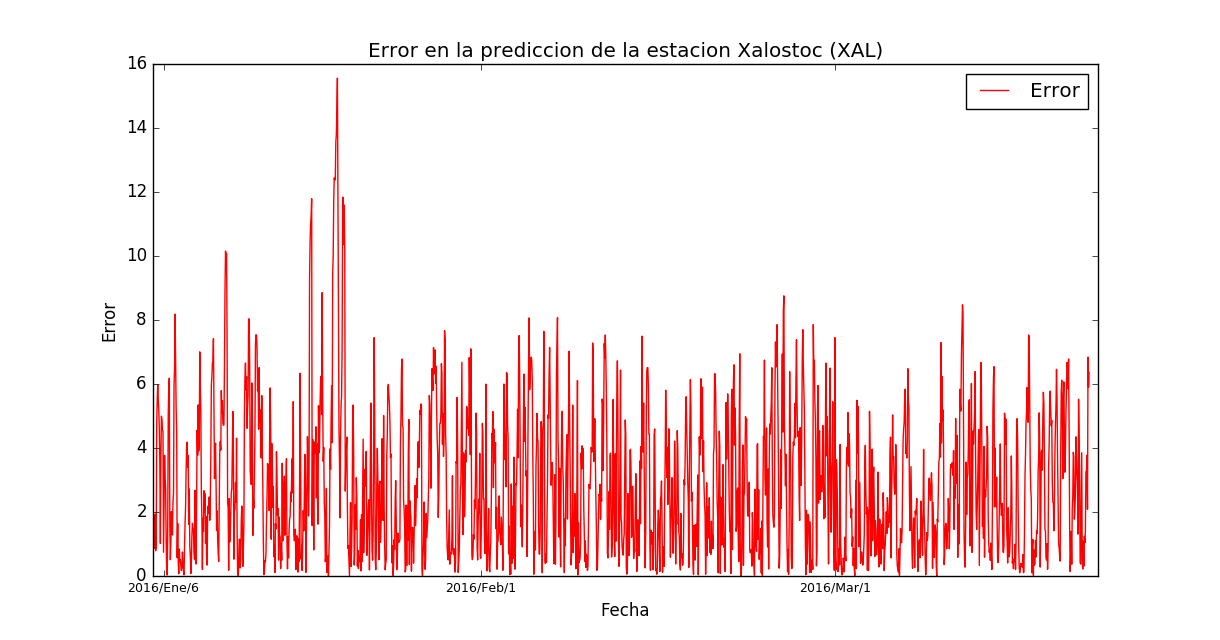 Error en la prediccion de la estacion Xalostoc (XAL)
Error
16
14
12
10
8
6
4
2
0
Error
2016/Ene/6
2016/Feb/1
2016/Mar/1
Fecha